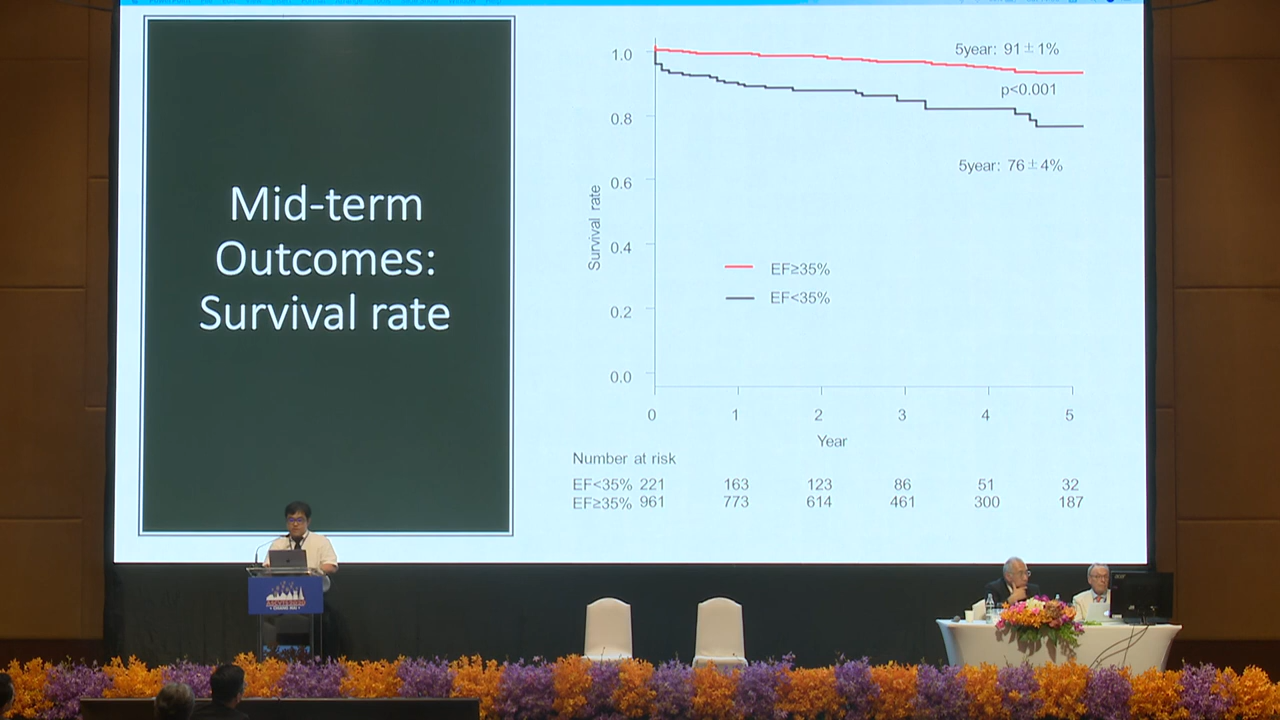 Mid-term
Outcomes:
Survival rate
5year: 91±1%
p<0.001
5year: 76±4%
1.0
0.8
0.6
0.4
0.2
0.0
Survival rate
EF≥35%
EF<35%
0 1 2 3 4 5
Year
Number at risk
EF<35% 221 163 123 86 51 32
EF≥35% 961 773 614 461 300 187